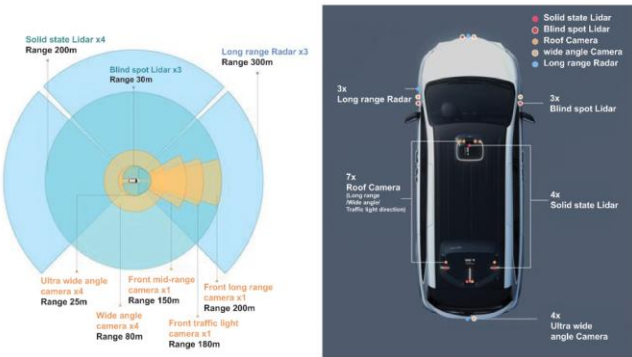 Solid state Lidar x4
Range 200m
Blind spot Lidar x3
Range 30m
Long range Radar x3
Range 300m
Ultra wide angle
camera x4
Range 25m
Wide angle
camera x4
Range 80m
Front mid-range
camera x1
Range 150m
Front traffic light
camera x1
Range 180m
Front long range
camera x1
Range 200m
Solid state Lidar
Blind spot Lidar
Roof Camera
wide angle Camera
Long range Radar
3x
Long range Radar
3x
Blind spot Lidar
7x
Roof Camera
(Long range
/Wide angle/
Traffic light direction)
4x
Solid state Lidar
4x
Ultra wide
angle Camera